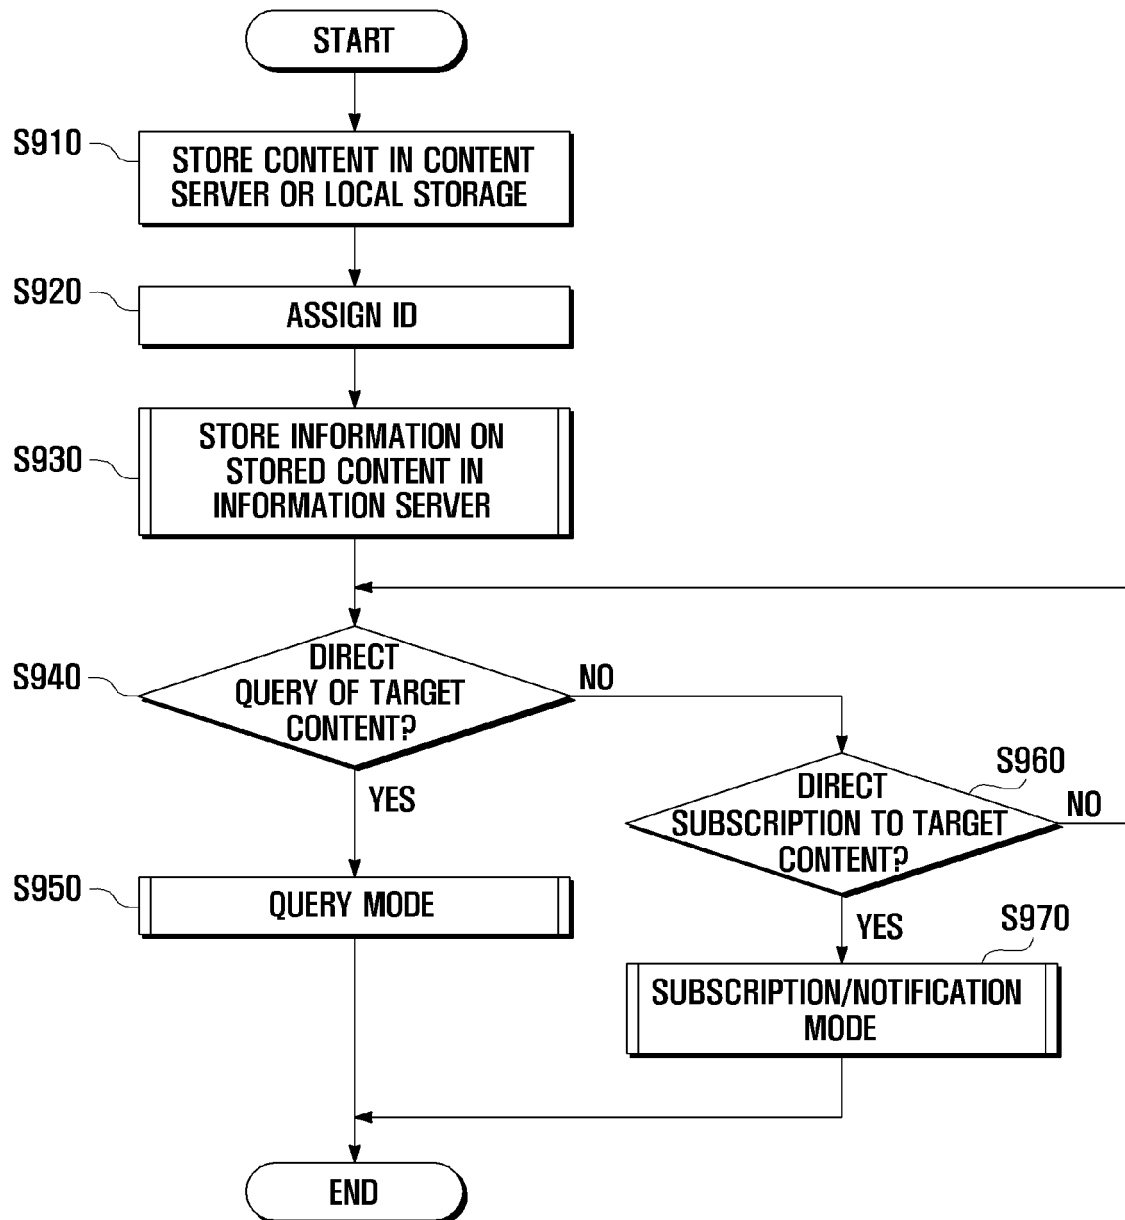 START
S910
STORE CONTENT IN CONTENT
SERVER OR LOCAL STORAGE
S920
ASSIGN ID
S930
STORE INFORMATION ON
STORED CONTENT IN
INFORMATION SERVER
S940
DIRECT
QUERY OF TARGET
CONTENT?
NO
YES
S960
DIRECT
SUBSCRIPTION TO TARGET
CONTENT?
NO
YES
S950
QUERY MODE
S970
SUBSCRIPTION/NOTIFICATION
MODE
END